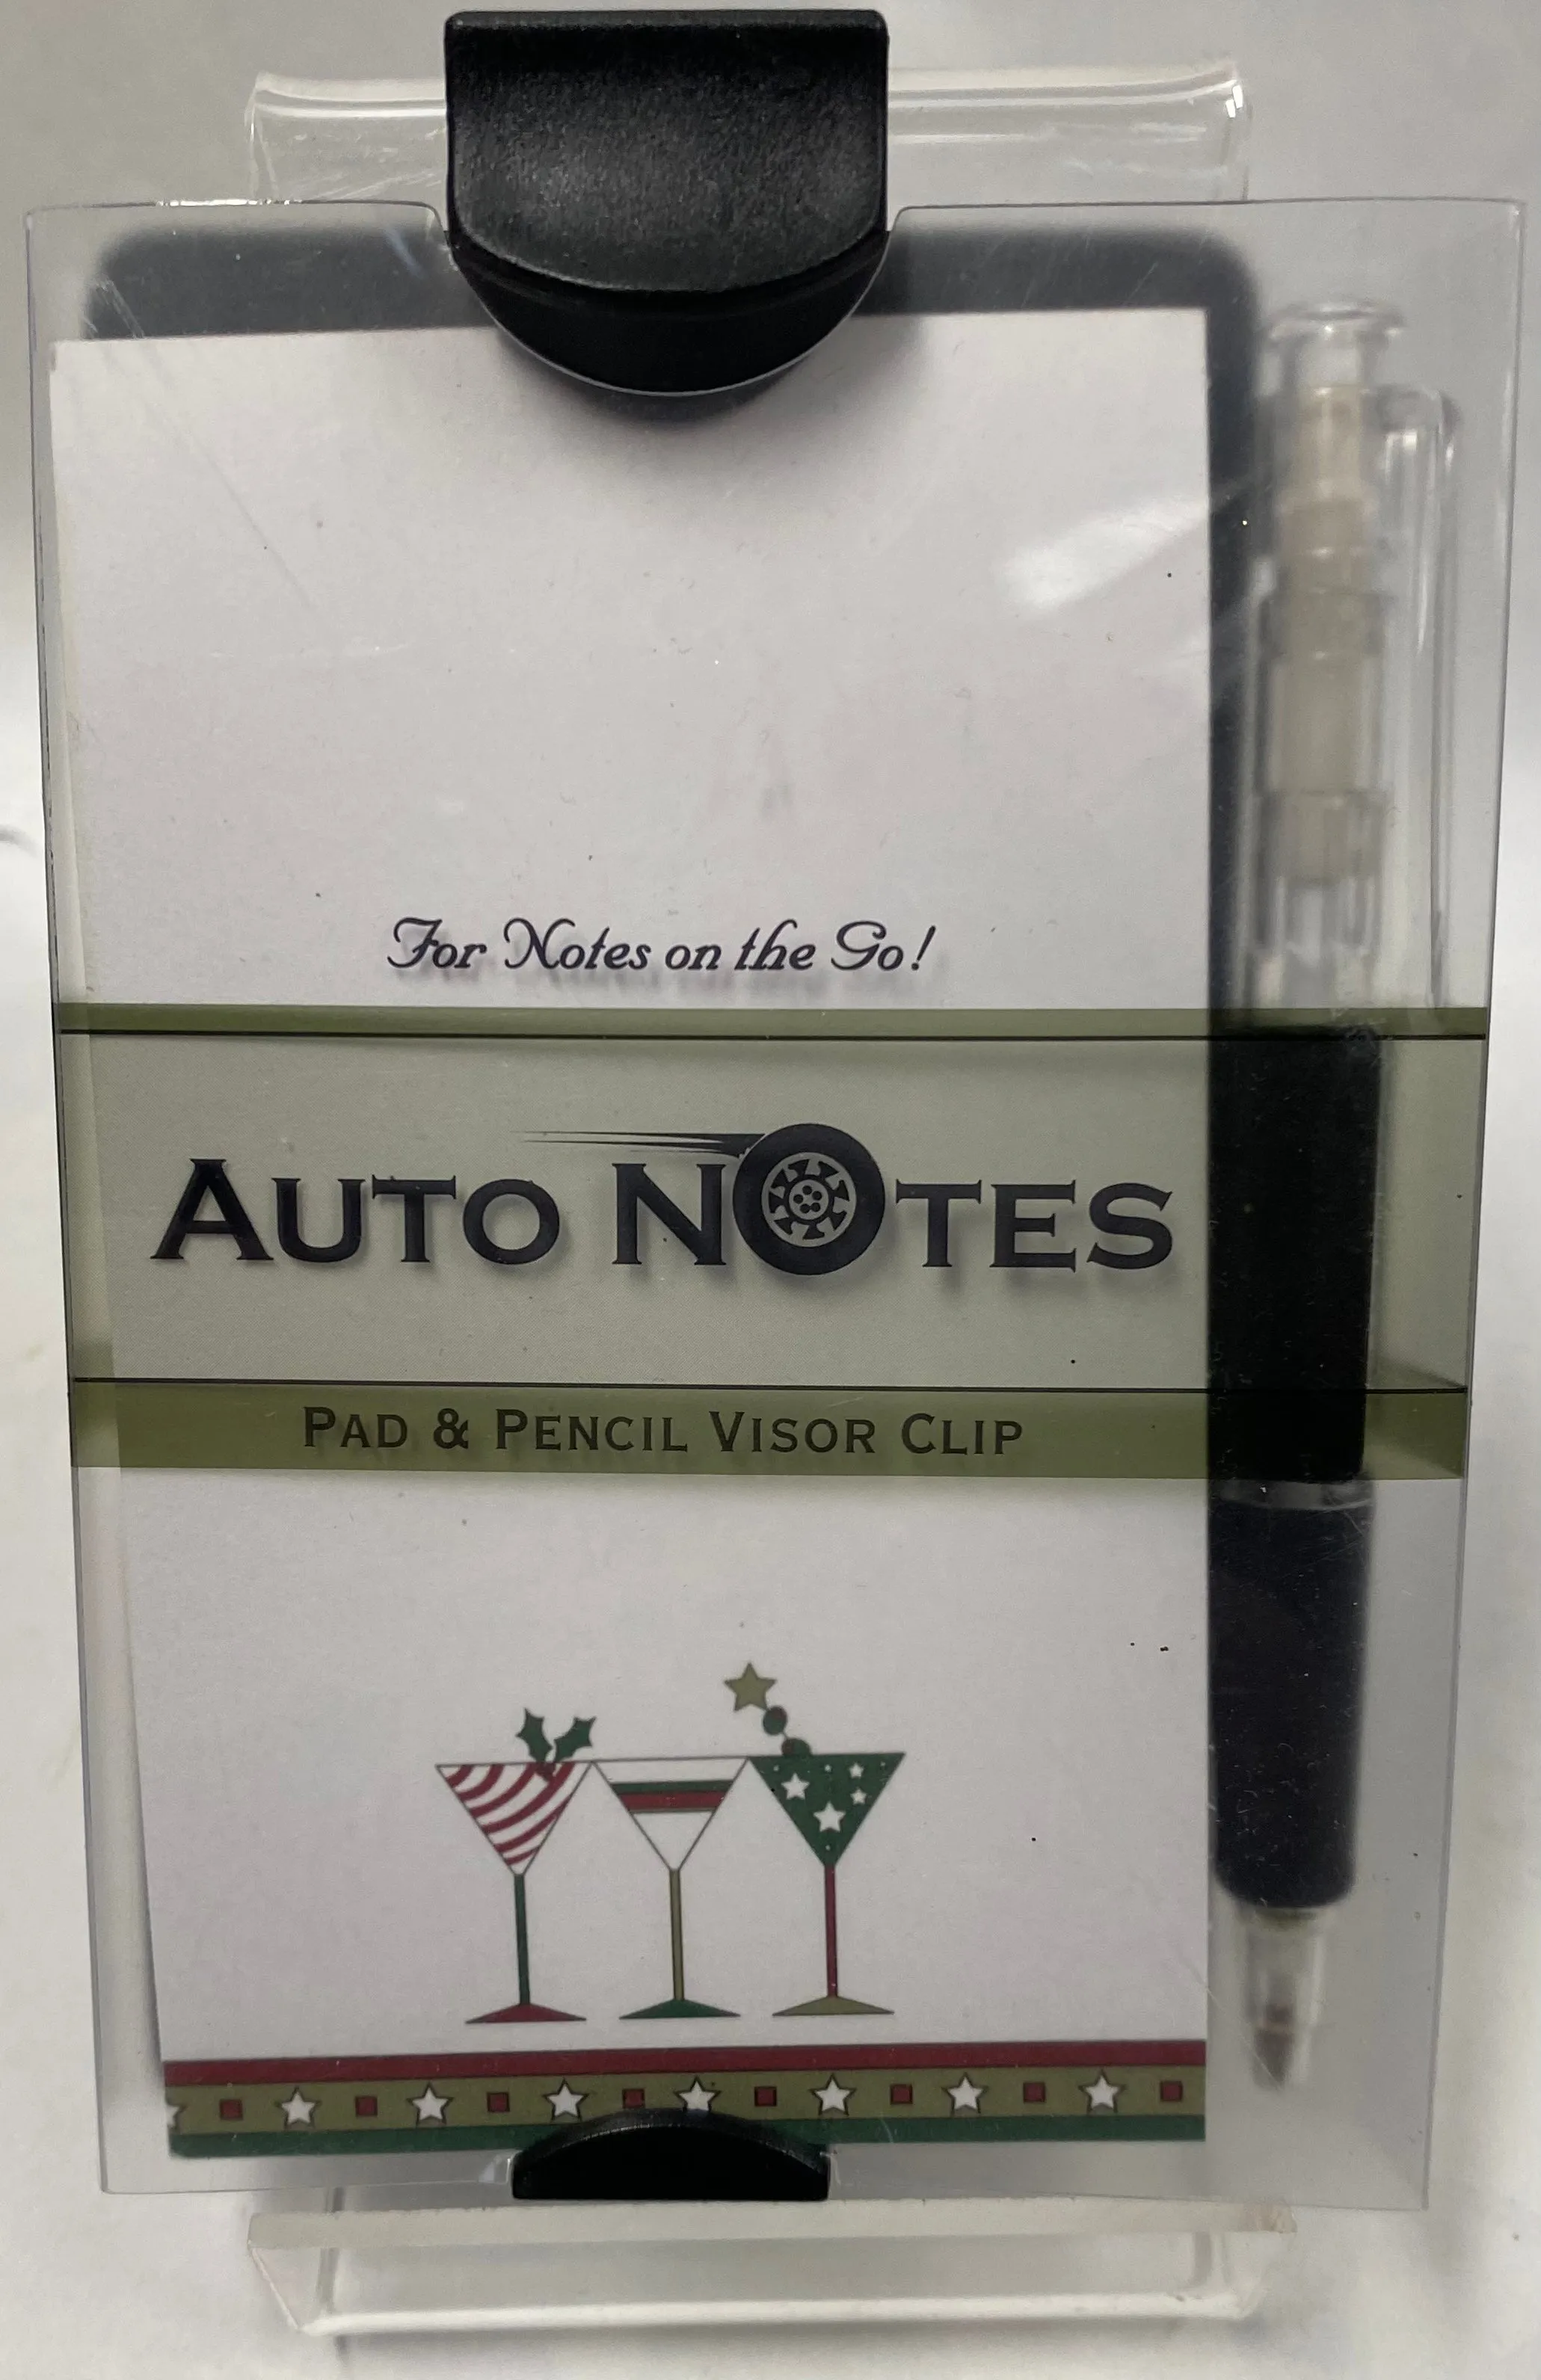 For Notes on the Go!
AUTO NOTES
PAD & PENCIL VISOR CLIP